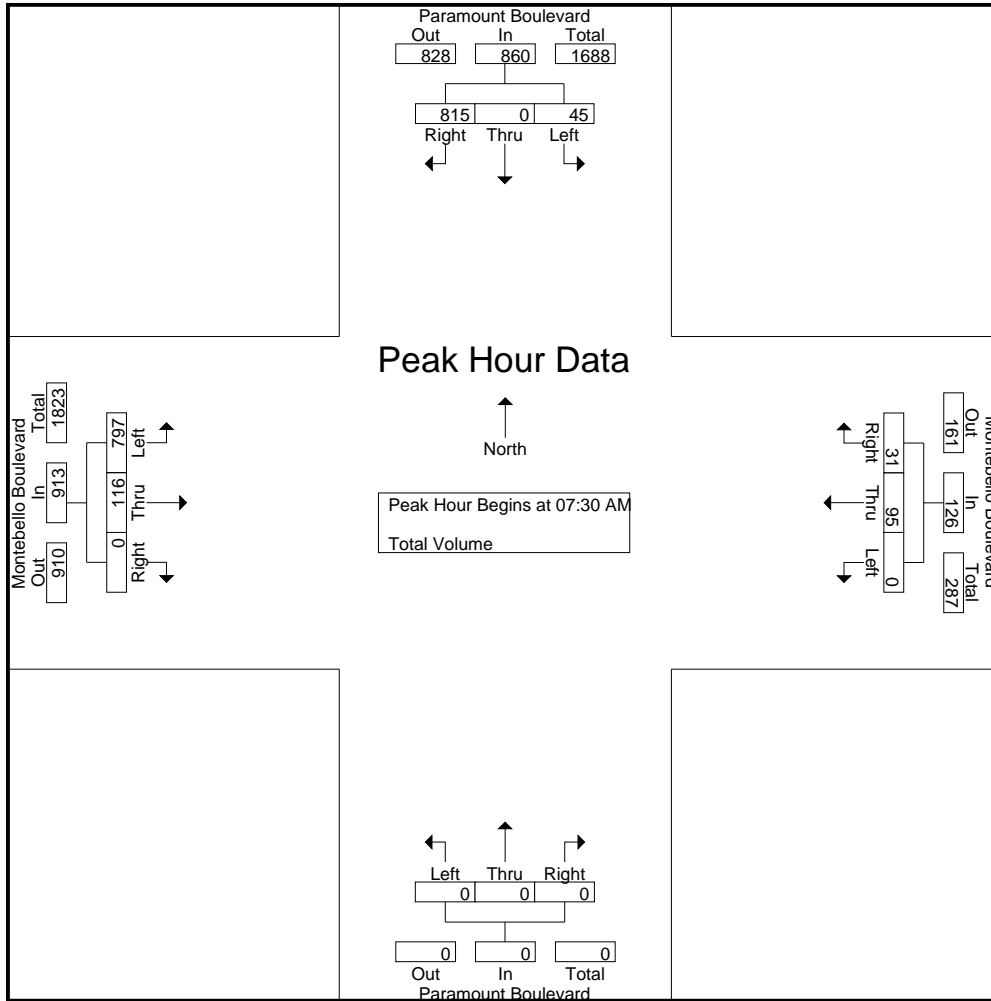 Paramount Boulevard
Out In Total
828 860 1688
815 0 45
Right Thru Left
Peak Hour Data
North
Peak Hour Begins at 07:30 AM
Total Volume
Montebello Boulevard
Out In Total
910 913 1823
0 116 797
Right Thru Left
Montebello Boulevard
Out In Total
161 126 287
31 95 0
Right Thru Left
Left Thru Right
0 0 0
0 0 0
Out In Total
Paramount Boulevard